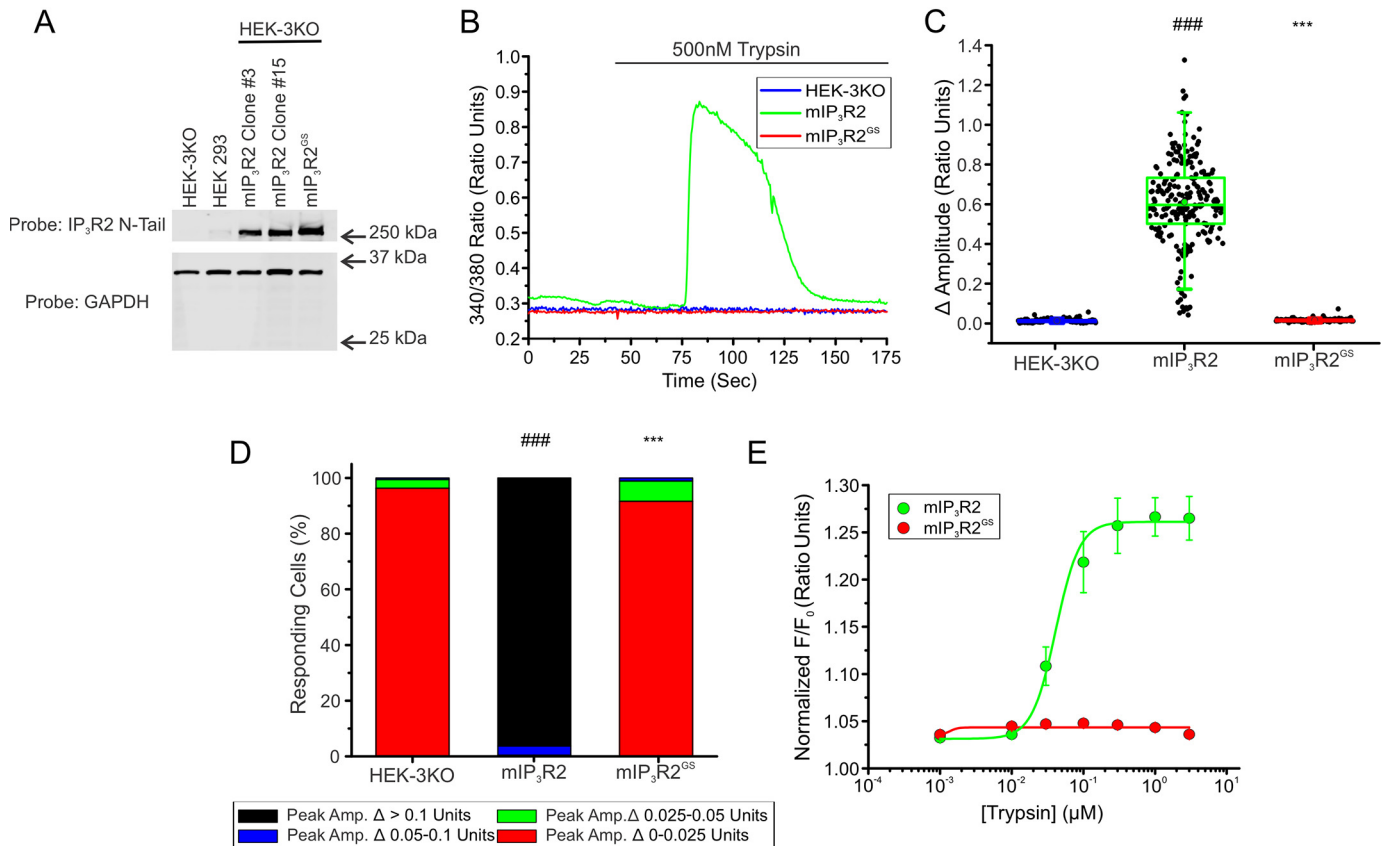 A
HEK-3KO
HEK-3KO
HEK 293
mIP3R2 Clone #3
mIP3R2 Clone #15
mIP3R2GS
Probe: IP3R2 N-Tail
250 kDa
37 kDa
Probe: GAPDH
25 kDa
B
500nM Trypsin
HEK-3KO
mIP3R2
mIP3R2GS
340/380 Ratio (Ratio Units)
1.0
0.9
0.8
0.7
0.6
0.5
0.4
0.3
0.2
0 25 50 75 100 125 150 175
Time (Sec)
C
### ***
Δ Amplitude (Ratio Units)
1.4
1.2
1.0
0.8
0.6
0.4
0.2
0.0
HEK-3KO mIP3R2 mIP3R2GS
D
### ***
Responding Cells (%)
100
80
60
40
20
0
HEK-3KO mIP3R2 mIP3R2GS
Peak Amp. Δ > 0.1 Units
Peak Amp.Δ 0.025-0.05 Units
Peak Amp. Δ 0.05-0.1 Units
Peak Amp. Δ 0-0.025 Units
E
mIP3R2
mIP3R2GS
Normalized F/F0 (Ratio Units)
1.30
1.25
1.20
1.15
1.10
1.05
1.00
10-4 10-3 10-2 10-1 100 101
[Trypsin] (µM)